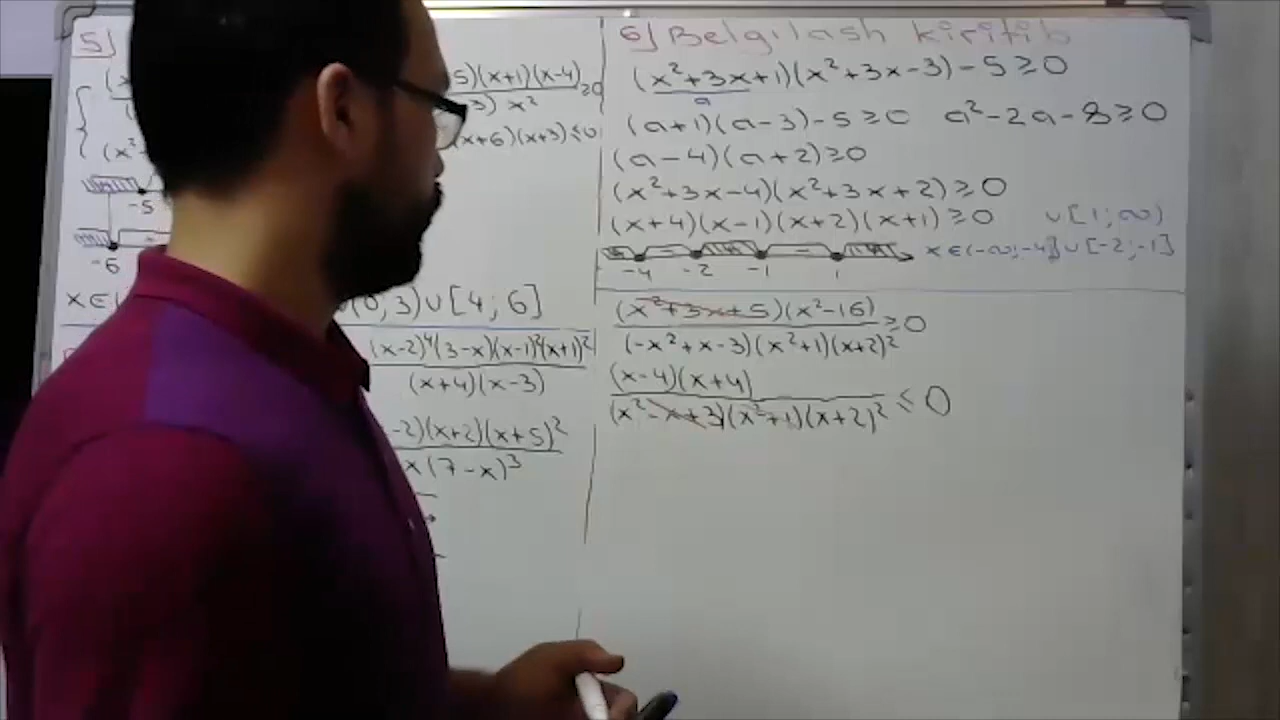 5)
5)(x+1)(x-4)
≥0
3) x²
(x+6)(x+3)≤0
-5
-6
(0,3)∪[4;6]
(x-2)⁴(3-x)(x-1)²(x+1)²
(x+4)(x-3)
-2)(x+2)(x+5)²
x(7-x)³
6) Belgilash kiritib
(x²+3x+1)(x²+3x-3)-5≥0
a
(a+1)(a-3)-5≥0 a²-2a-8≥0
(a-4)(a+2)≥0
(x²+3x-4)(x²+3x+2)≥0
(x+4)(x-1)(x+2)(x+1)≥0 ∪[1;∞)
x∈(-∞;-4]∪[-2;-1]
-4 -2 -1 1
(x²+3x+5)(x²-16)
≥0
(-x²+x-3)(x²+1)(x+2)²
(x-4)(x+4)
≤0
(x²-x+3)(x²+1)(x+2)²